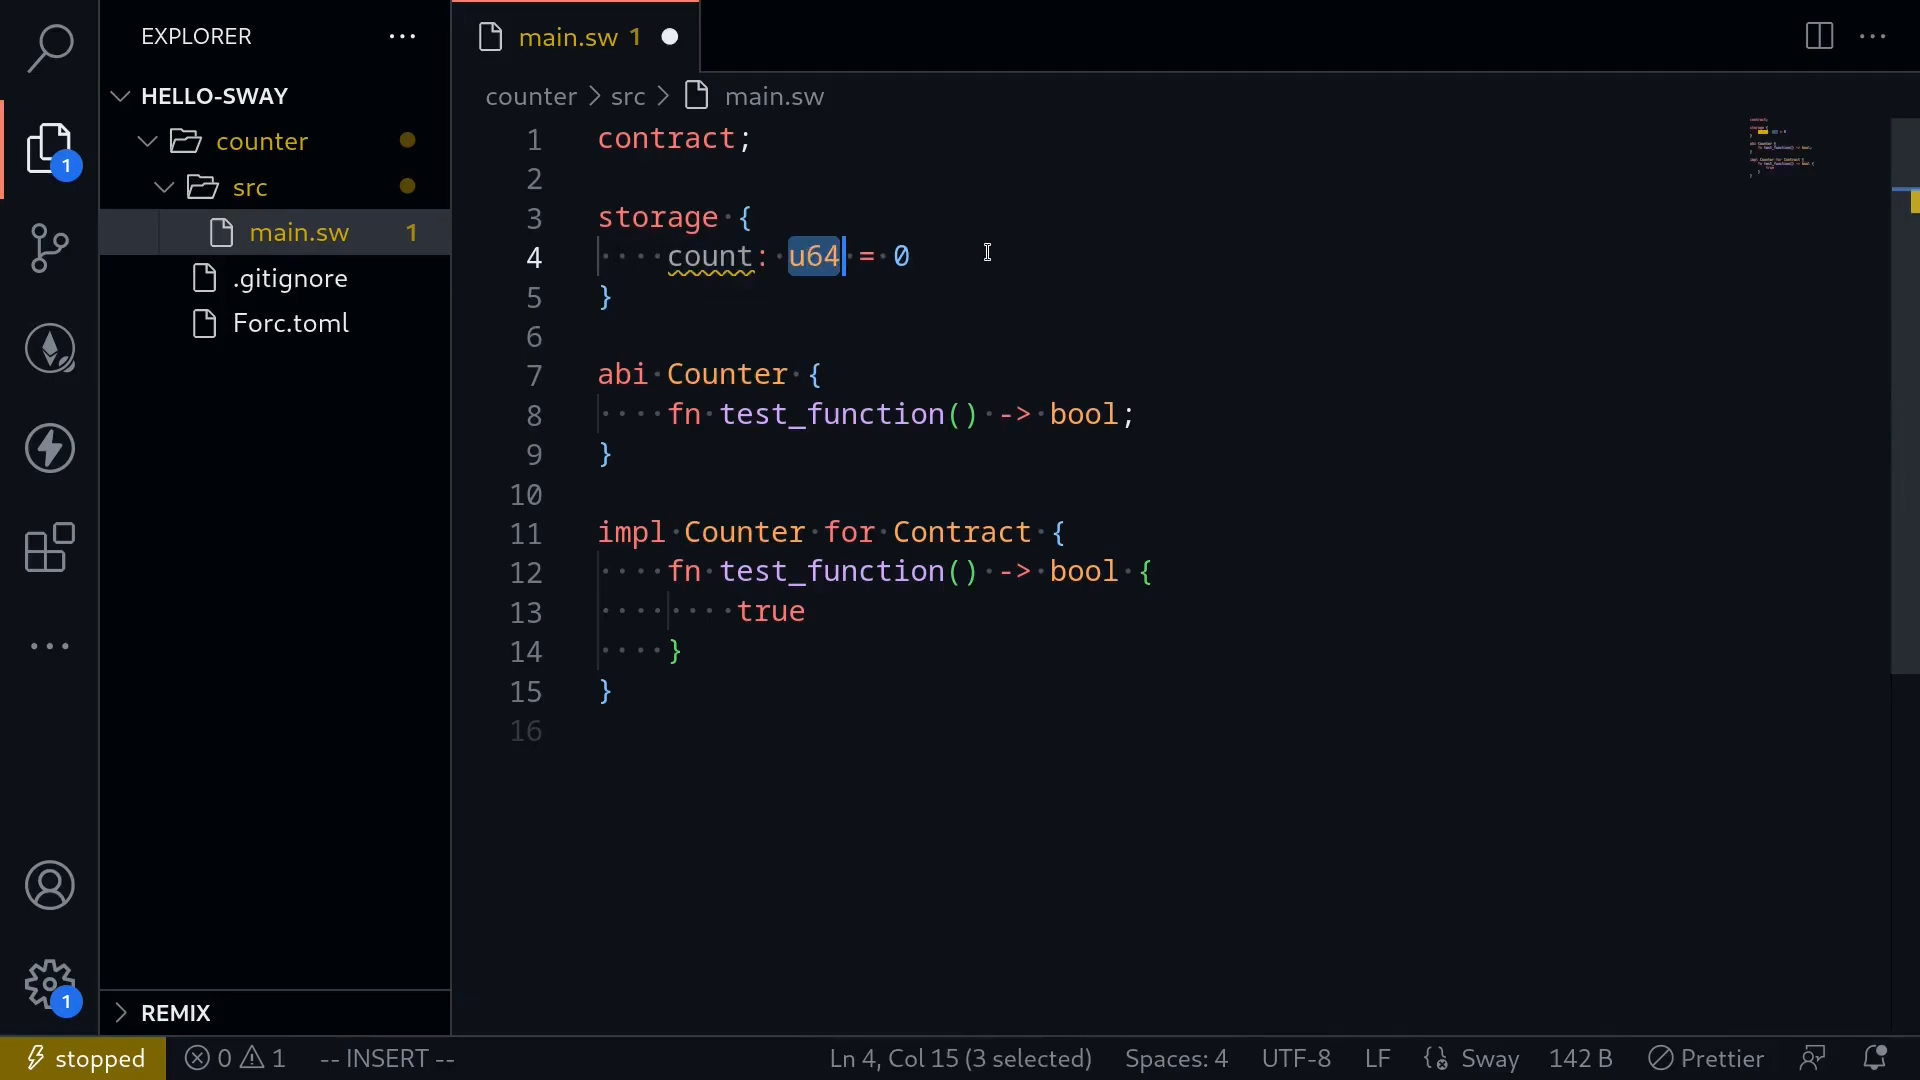 EXPLORER
HELLO-SWAY
counter
src
main.sw 1
.gitignore
Forc.toml
REMIX
main.sw 1
counter > src > main.sw
1 contract;
2
3 storage {
4 count: u64 = 0
5 }
6
7 abi Counter {
8 fn test_function() -> bool;
9 }
10
11 impl Counter for Contract {
12 fn test_function() -> bool {
13 true
14 }
15 }
16
1
1
stopped 0 1 -- INSERT -- Ln 4, Col 15 (3 selected) Spaces: 4 UTF-8 LF Sway 142 B Prettier